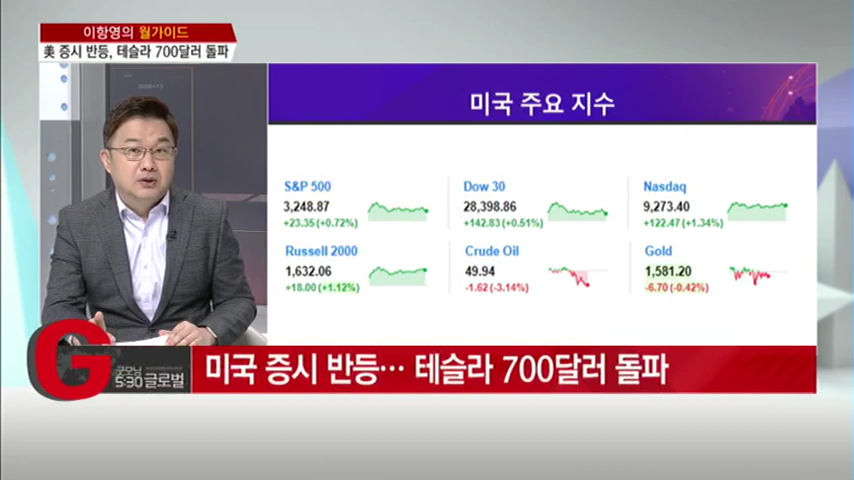 이항영의 월가이드
美 증시 반등, 테슬라 700달러 돌파
미국 주요 지수
S&P 500
3,248.87
+23.35 (+0.72%)
Dow 30
28,398.86
+142.83 (+0.51%)
Nasdaq
9,273.40
+122.47 (+1.34%)
Russell 2000
1,632.06
+18.00 (+1.12%)
Crude Oil
49.94
-1.62 (-3.14%)
Gold
1,581.20
-6.70 (-0.42%)
G
굿모닝
5:30 글로벌
미국 증시 반등… 테슬라 700달러 돌파